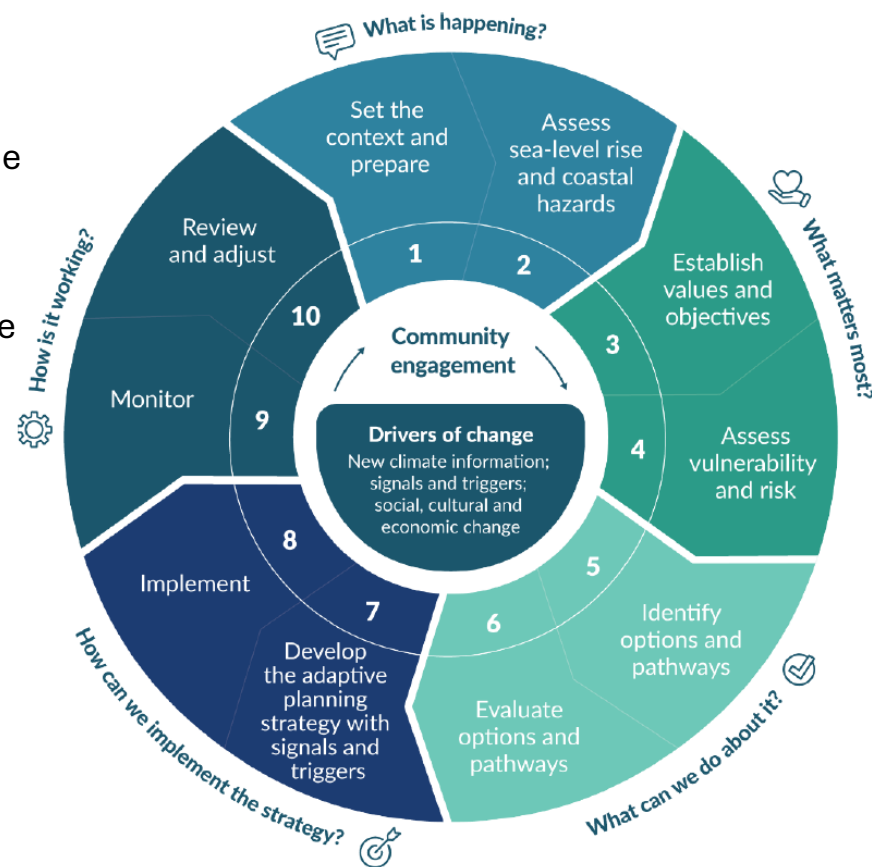 What is happening?
Set the
context and
prepare
1
Assess
sea-level rise
and coastal
hazards
2
What matters most?
Establish
values and
objectives
3
Assess
vulnerability
and risk
4
What can we do about it?
Identify
options and
pathways
5
Evaluate
options and
pathways
6
How can we implement the strategy?
Develop
the adaptive
planning
strategy with
signals and
triggers
7
Implement
8
How is it working?
Monitor
9
Review
and adjust
10
Community
engagement
Drivers of change
New climate information;
signals and triggers;
social, cultural and
economic change
e
e